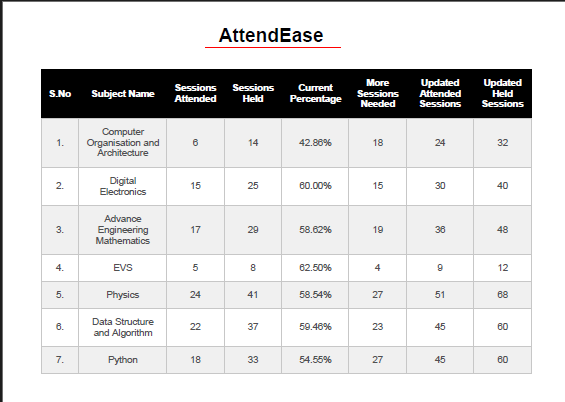 AttendEase
S.No Subject Name Sessions Attended Sessions Held Current Percentage More Sessions Needed Updated Attended Sessions Updated Held Sessions
1. Computer Organisation and Architecture 6 14 42.86% 18 24 32
2. Digital Electronics 15 25 60.00% 15 30 40
3. Advance Engineering Mathematics 17 29 58.62% 19 36 48
4. EVS 5 8 62.50% 4 9 12
5. Physics 24 41 58.54% 27 51 68
6. Data Structure and Algorithm 22 37 59.46% 23 45 60
7. Python 18 33 54.55% 27 45 60